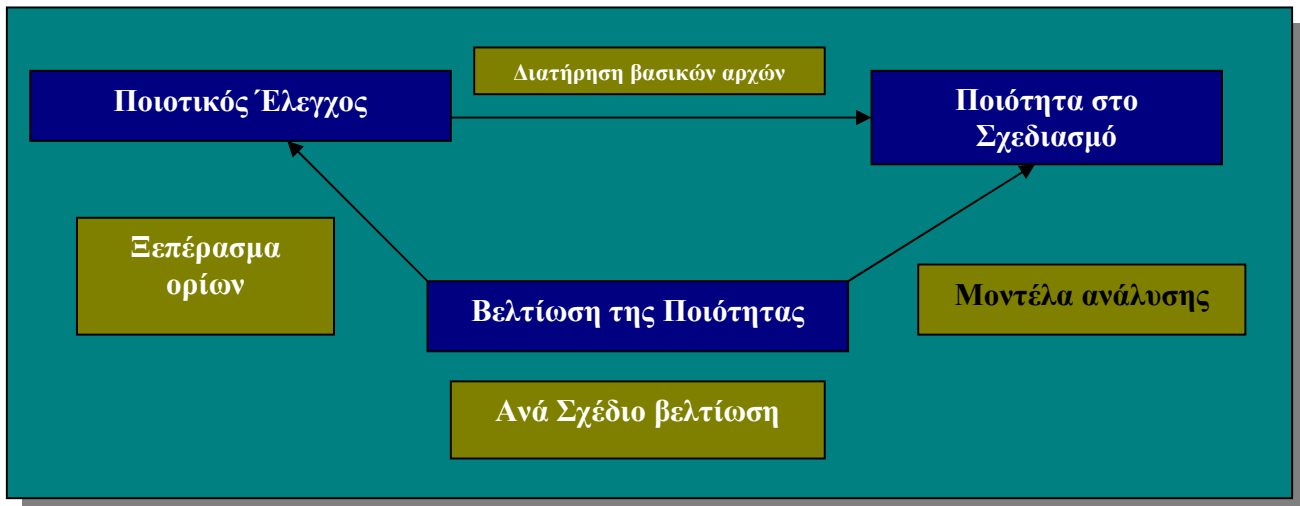 Διατήρηση βασικών αρχών
Ποιοτικός Έλεγχος
Ποιότητα στο
Σχεδιασμό
Ξεπέρασμα
ορίων
Μοντέλα ανάλυσης
Βελτίωση της Ποιότητας
Ανά Σχέδιο βελτίωση